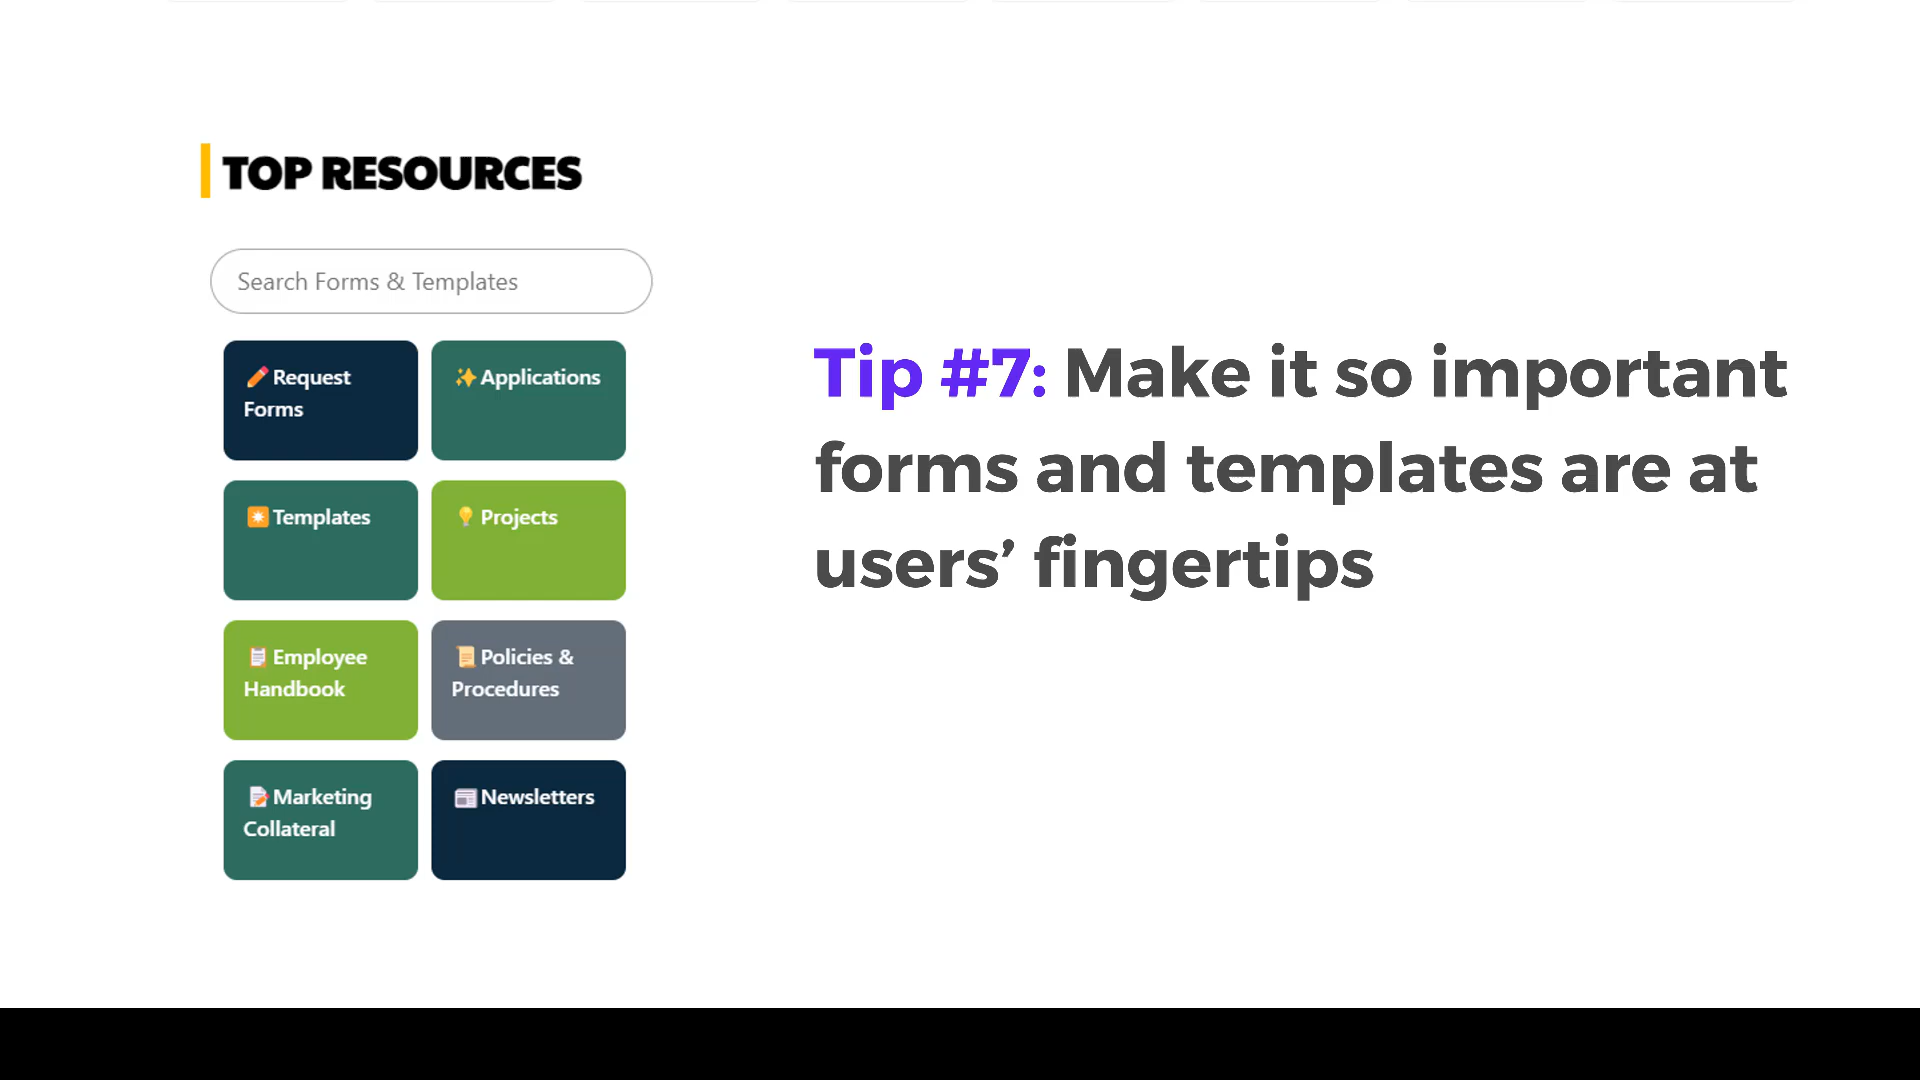 TOP RESOURCES
Search Forms & Templates
Request
Forms
Applications
Templates
Projects
Employee
Handbook
Policies &
Procedures
Marketing
Collateral
Newsletters
Tip #7: Make it so important
forms and templates are at
users’ fingertips